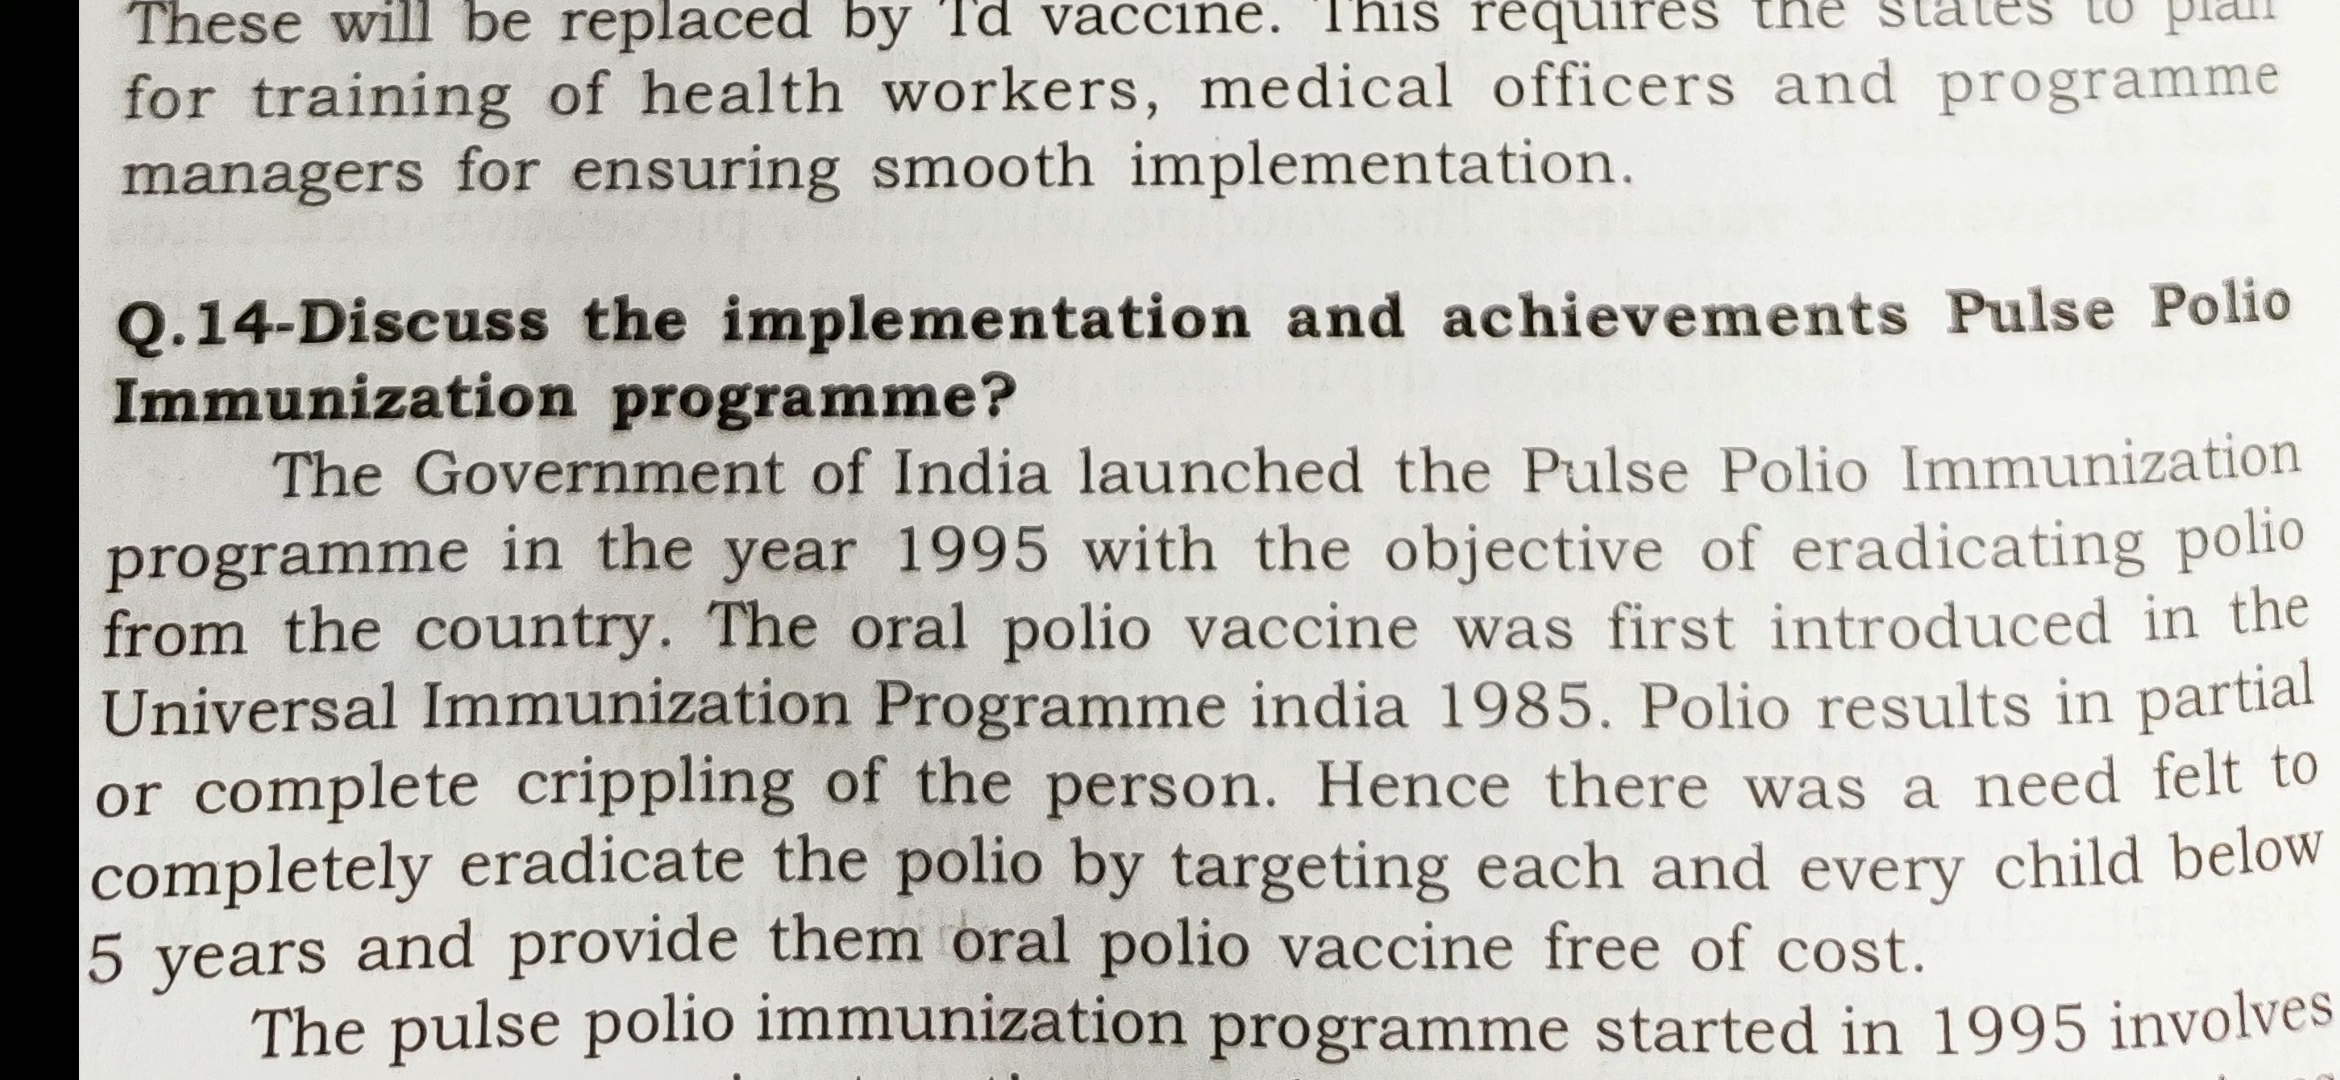 These will be replaced by Td vaccine. This requires the states to plan
for training of health workers, medical officers and programme
managers for ensuring smooth implementation.
Q.14-Discuss the implementation and achievements Pulse Polio
Immunization programme?
The Government of India launched the Pulse Polio Immunization
programme in the year 1995 with the objective of eradicating polio
from the country. The oral polio vaccine was first introduced in the
Universal Immunization Programme india 1985. Polio results in partial
or complete crippling of the person. Hence there was a need felt to
completely eradicate the polio by targeting each and every child below
5 years and provide them oral polio vaccine free of cost.
The pulse polio immunization programme started in 1995 involves